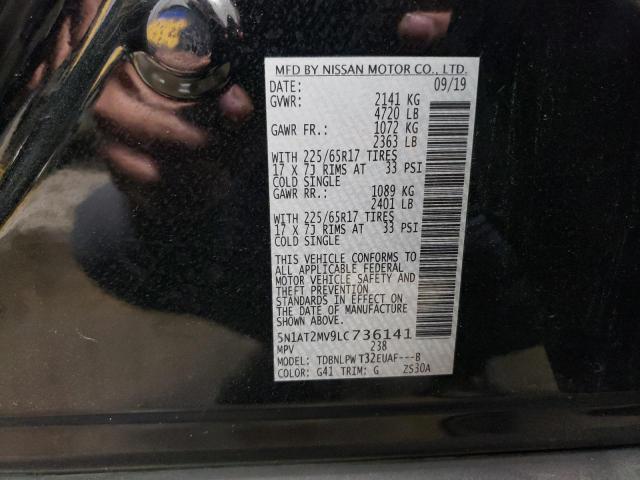 MFD BY NISSAN MOTOR CO., LTD.
DATE: 09/19
GVWR: 2141 KG
4720 LB
GAWR FR.: 1072 KG
2363 LB
WITH 225/65R17 TIRES
17 X 7J RIMS AT 33 PSI
COLD SINGLE
GAWR RR.: 1089 KG
2401 LB
WITH 225/65R17 TIRES
17 X 7J RIMS AT 33 PSI
COLD SINGLE
THIS VEHICLE CONFORMS TO
ALL APPLICABLE FEDERAL
MOTOR VEHICLE SAFETY AND
THEFT PREVENTION
STANDARDS IN EFFECT ON
THE DATE OF MANUFACTURE
SHOWN ABOVE.
5N1AT2MV9LC736141
MPV 238
MODEL: TDBNLPW T32EUAF---B
COLOR: G41 TRIM: G ZS30A